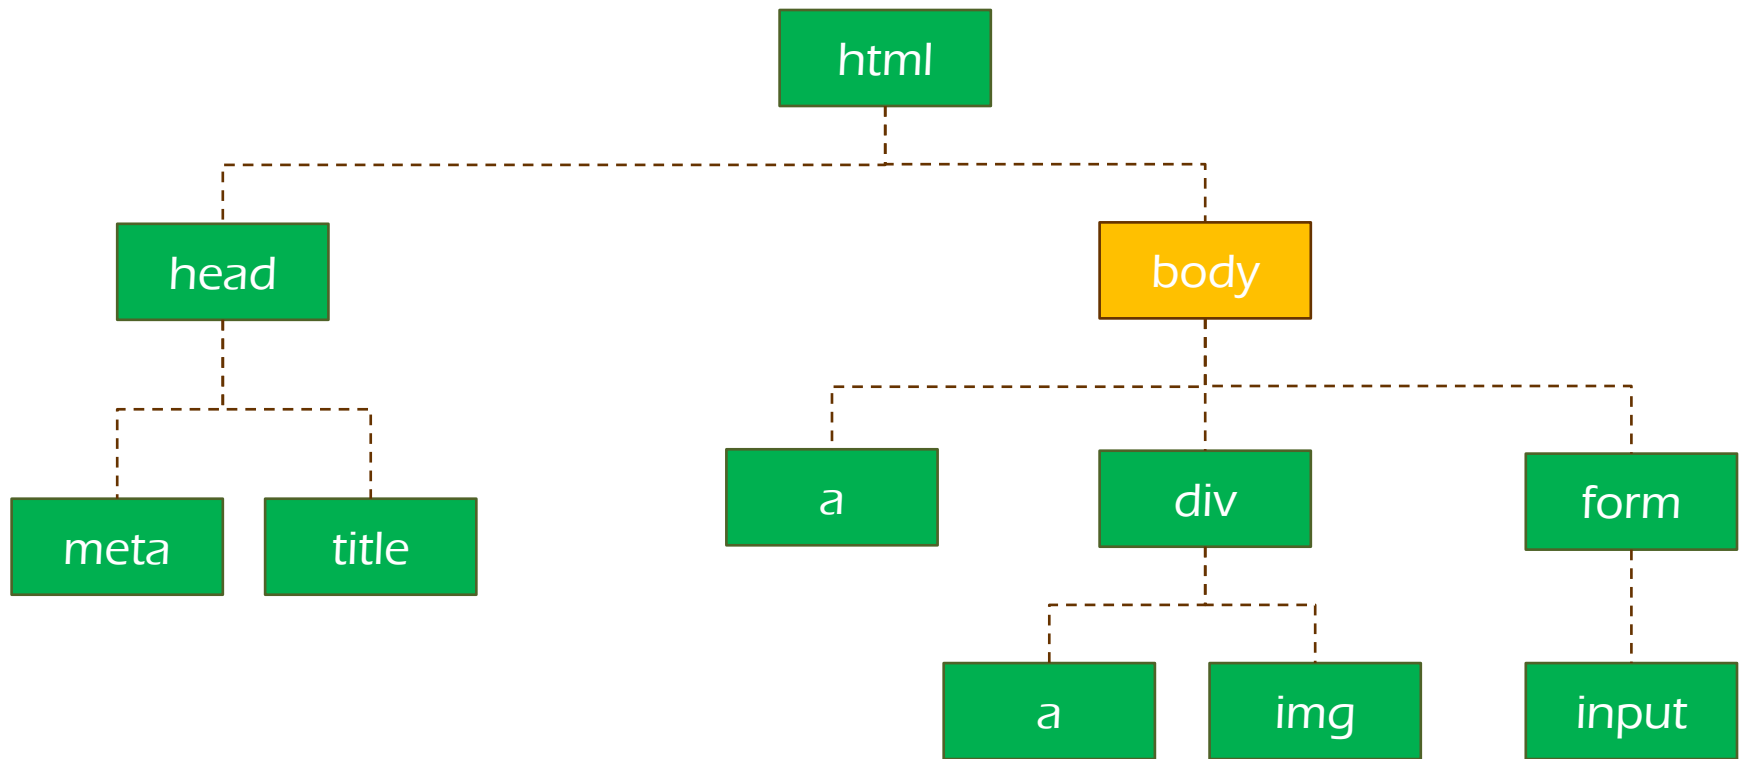 html
head
body
a
div
form
meta
title
a
img
input